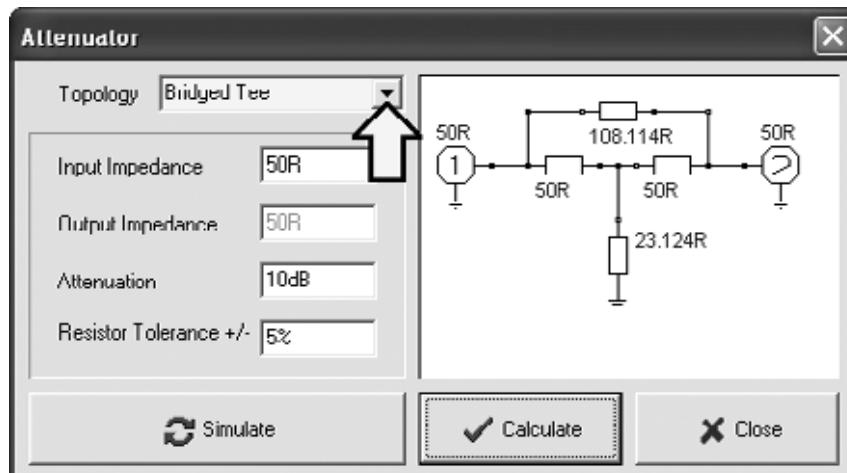 Attenuator
Topology Bridged Tee
Input Impedance 50R
Output Impedance 50R
Attenuation 10dB
Resistor Tolerance +/- 5%
Simulate
50R
108.114R
50R
1
2
50R
50R
23.124R
Calculate
Close